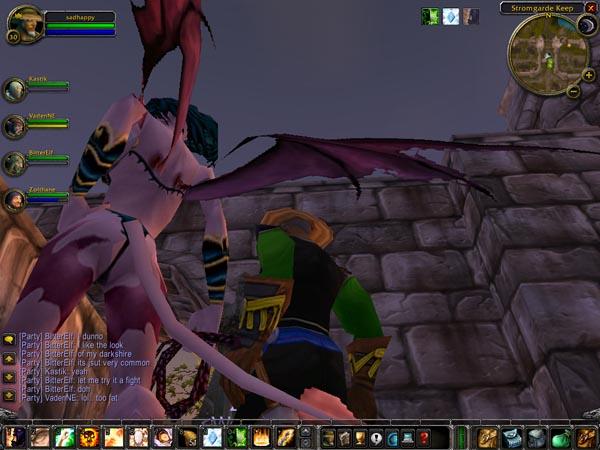 sadhappy
30
Kastik
VadenNE
BitterElf
Zolthane
Stromgarde Keep
N
[Party] BitterElf: i dunno
[Party] BitterElf: I like the look
[Party] BitterElf: of my darkshire
[Party] BitterElf: its jsut very common
[Party] Kastik: yeah
[Party] BitterElf: let me try it a fight
[Party] BitterElf: doh
[Party] VadenNE: lol.. too fat